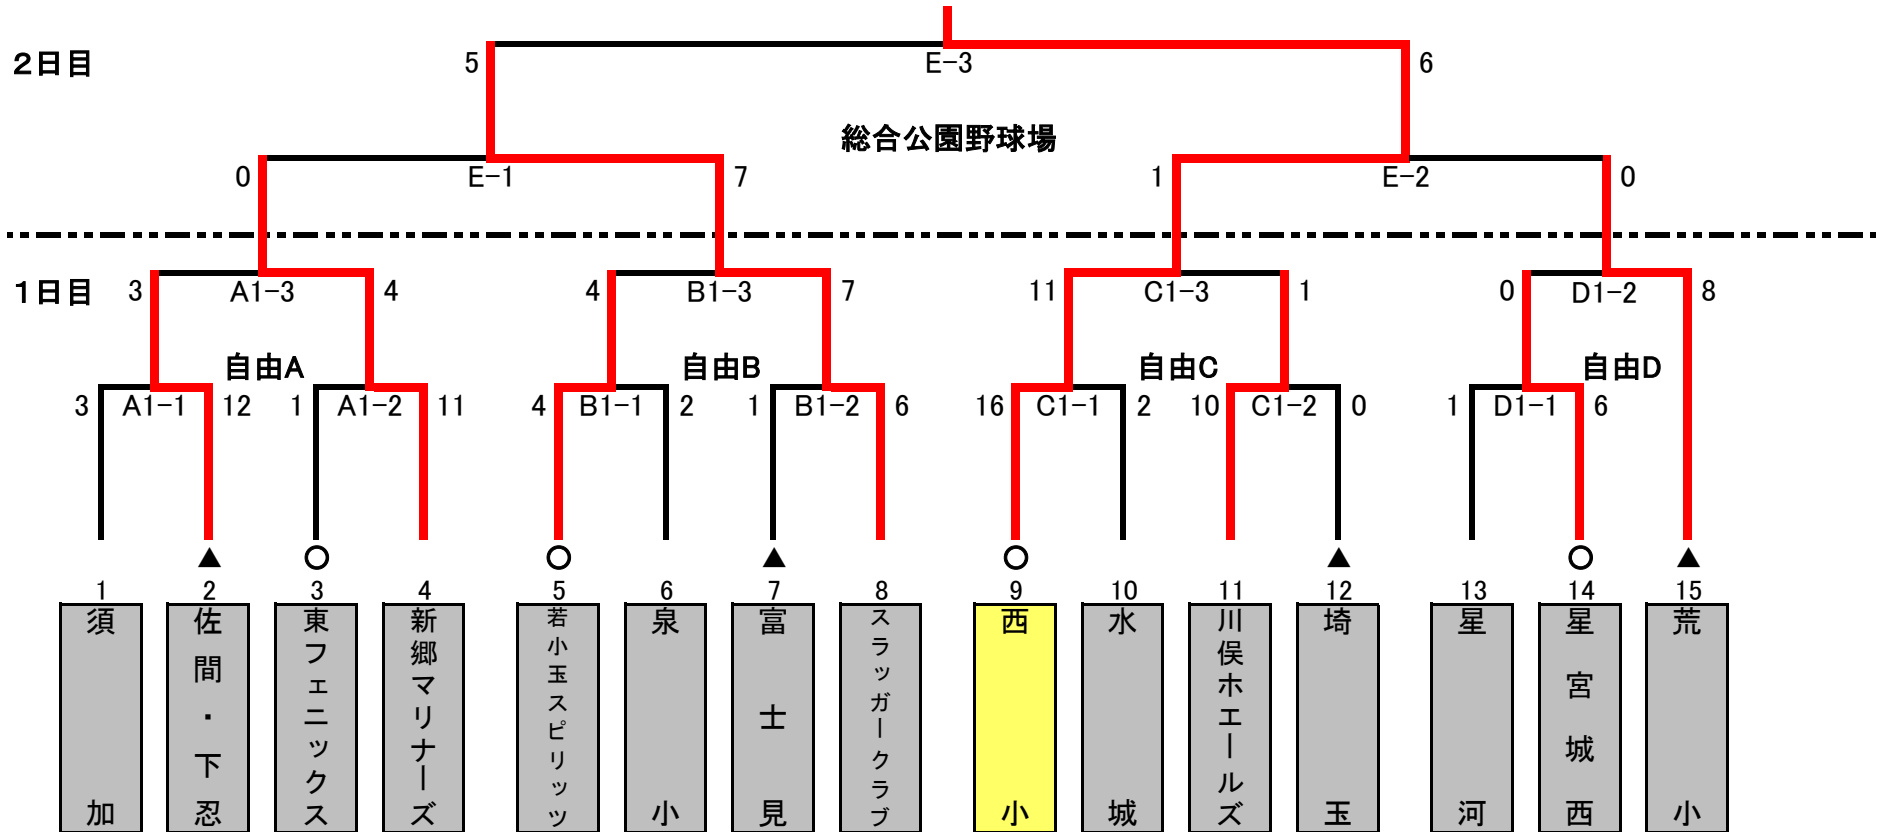 2日目
5 E-3 6
総合公園野球場
0 E-1 7 1 E-2 0
1日目 3 A1-3 4 4 B1-3 7 11 C1-3 1 0 D1-2 8
自由A 自由B 自由C 自由D
3 A1-1 12 1 A1-2 11 4 B1-1 2 1 B1-2 6 16 C1-1 2 10 C1-2 0 1 D1-1 6
▲ ○ ○ ▲ ○ ▲ ○ ▲
1 2 3 4 5 6 7 8 9 10 11 12 13 14 15
須加
佐間・下忍
東フェニックス
新郷マリナーズ
若小玉スピリッツ
泉小
富士見
スラッガークラブ
西小
水城
川俣ホエールズ
埼玉
星河
星宮城西
荒小